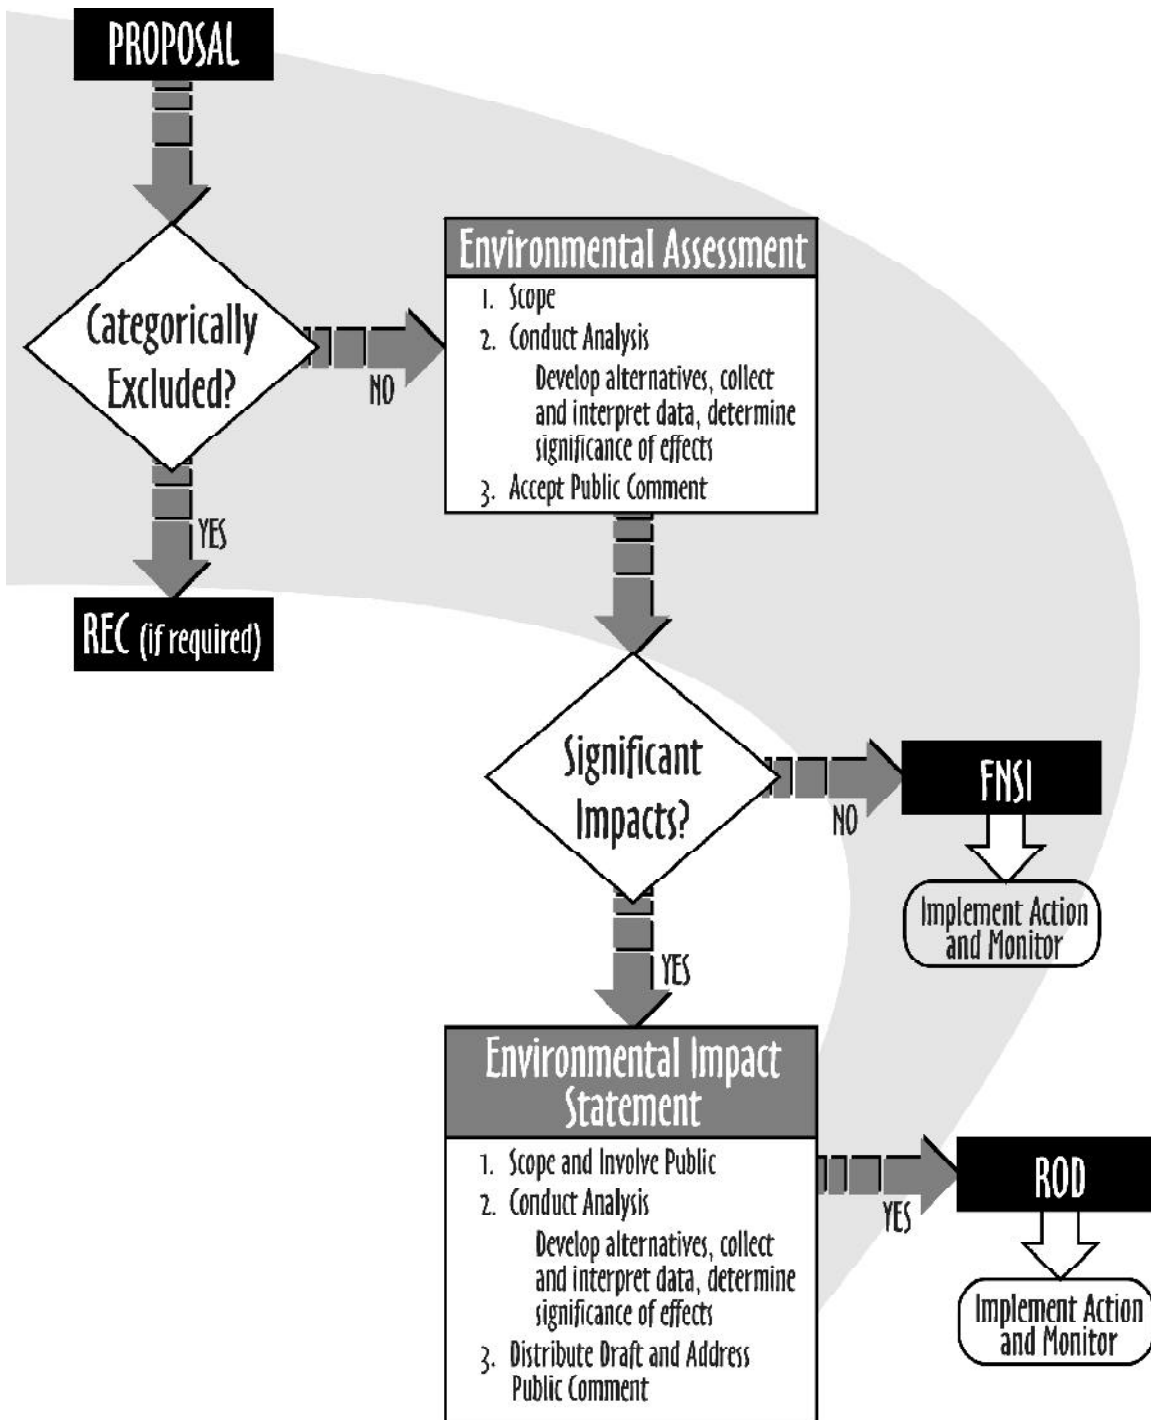 PROPOSAL
Categorically
Excluded?
NO
YES
REC (if required)
Environmental Assessment
1. Scope
2. Conduct Analysis
Develop alternatives, collect
and interpret data, determine
significance of effects
3. Accept Public Comment
Significant
Impacts?
NO
FNSI
Implement Action
and Monitor
YES
Environmental Impact
Statement
1. Scope and Involve Public
2. Conduct Analysis
Develop alternatives, collect
and interpret data, determine
significance of effects
3. Distribute Draft and Address
Public Comment
YES
ROD
Implement Action
and Monitor